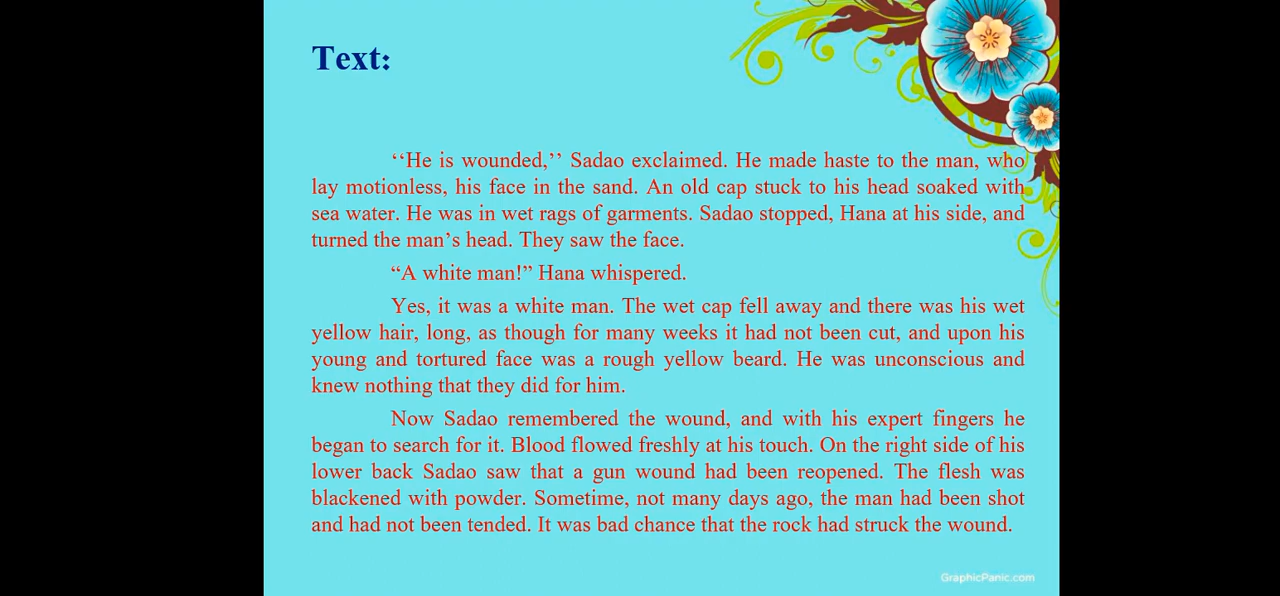 Text:
‘‘He is wounded,’’ Sadao exclaimed. He made haste to the man, who
lay motionless, his face in the sand. An old cap stuck to his head soaked with
sea water. He was in wet rags of garments. Sadao stopped, Hana at his side, and
turned the man’s head. They saw the face.
“A white man!” Hana whispered.
Yes, it was a white man. The wet cap fell away and there was his wet
yellow hair, long, as though for many weeks it had not been cut, and upon his
young and tortured face was a rough yellow beard. He was unconscious and
knew nothing that they did for him.
Now Sadao remembered the wound, and with his expert fingers he
began to search for it. Blood flowed freshly at his touch. On the right side of his
lower back Sadao saw that a gun wound had been reopened. The flesh was
blackened with powder. Sometime, not many days ago, the man had been shot
and had not been tended. It was bad chance that the rock had struck the wound.
GraphicPanic.com